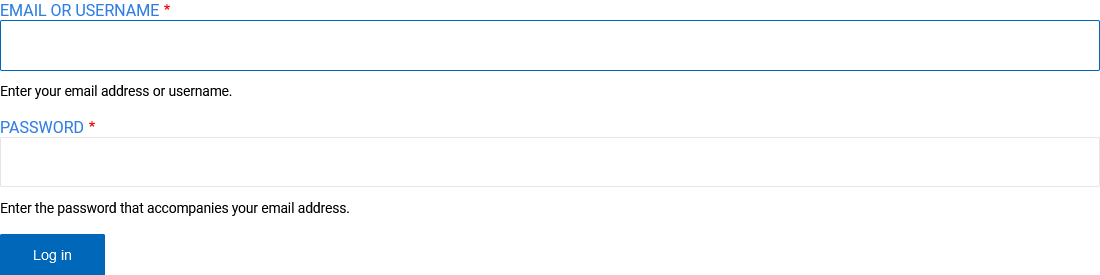 EMAIL OR USERNAME *
Enter your email address or username.
PASSWORD *
Enter the password that accompanies your email address.
Log in